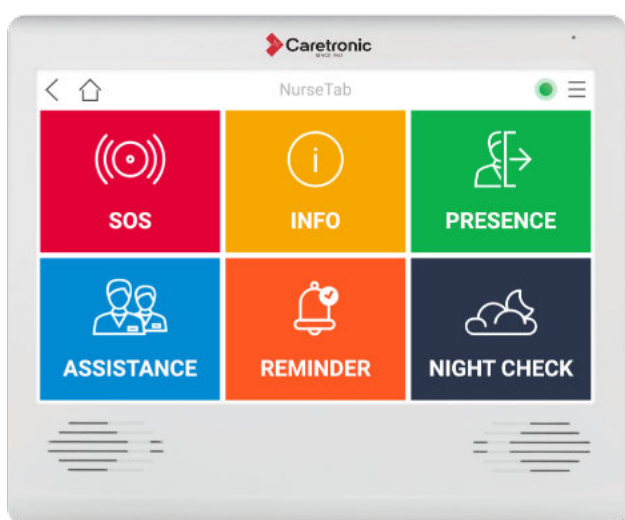 Caretronic
NurseTab
SOS
INFO
PRESENCE
ASSISTANCE
REMINDER
NIGHT CHECK